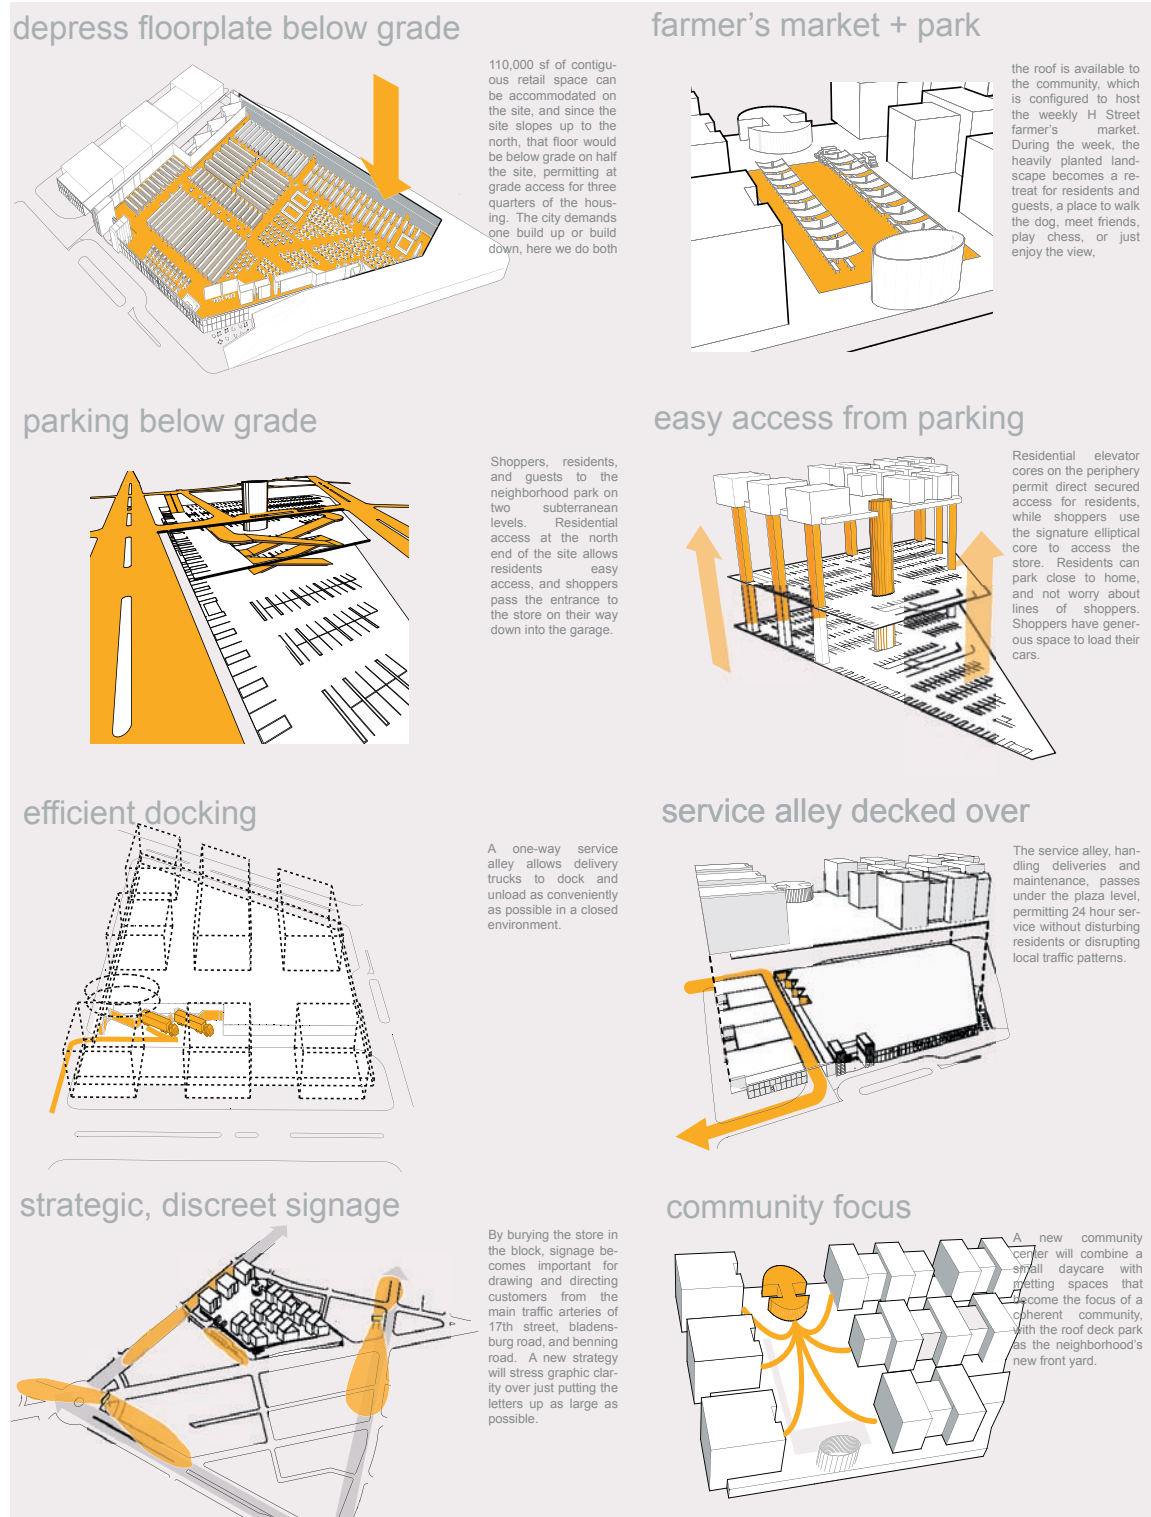 depress floorplate below grade
110,000 sf of contigu-
ous retail space can
be accommodated on
the site, and since the
site slopes up to the
north, that floor would
be below grade on half
the site, permitting at
grade access for three
quarters of the hous-
ing. The city demands
one build up or build
down, here we do both
farmer's market + park
the roof is available to
the community, which
is configured to host
the weekly H Street
farmer's market.
During the week, the
heavily planted land-
scape becomes a re-
treat for residents and
guests, a place to walk
the dog, meet friends,
play chess, or just
enjoy the view,
parking below grade
Shoppers, residents,
and guests to the
neighborhood park on
two subterranean
levels. Residential
access at the north
end of the site allows
residents easy
access, and shoppers
pass the entrance to
the store on their way
down into the garage.
easy access from parking
Residential elevator
cores on the periphery
permit direct secured
access for residents,
while shoppers use
the signature elliptical
core to access the
store. Residents can
park close to home,
and not worry about
lines of shoppers.
Shoppers have gener-
ous space to load their
cars.
efficient docking
A one-way service
alley allows delivery
trucks to dock and
unload as conveniently
as possible in a closed
environment.
service alley decked over
The service alley, han-
dling deliveries and
maintenance, passes
under the plaza level,
permitting 24 hour ser-
vice without disturbing
residents or disrupting
local traffic patterns.
strategic, discreet signage
By burying the store in
the block, signage be-
comes important for
drawing and directing
customers from the
main traffic arteries of
17th street, bladens-
burg road, and benning
road. A new strategy
will stress graphic clar-
ity over just putting the
letters up as large as
possible.
community focus
A new community
center will combine a
small daycare with
metting spaces that
become the focus of a
coherent community,
with the roof deck park
as the neighborhood's
new front yard.